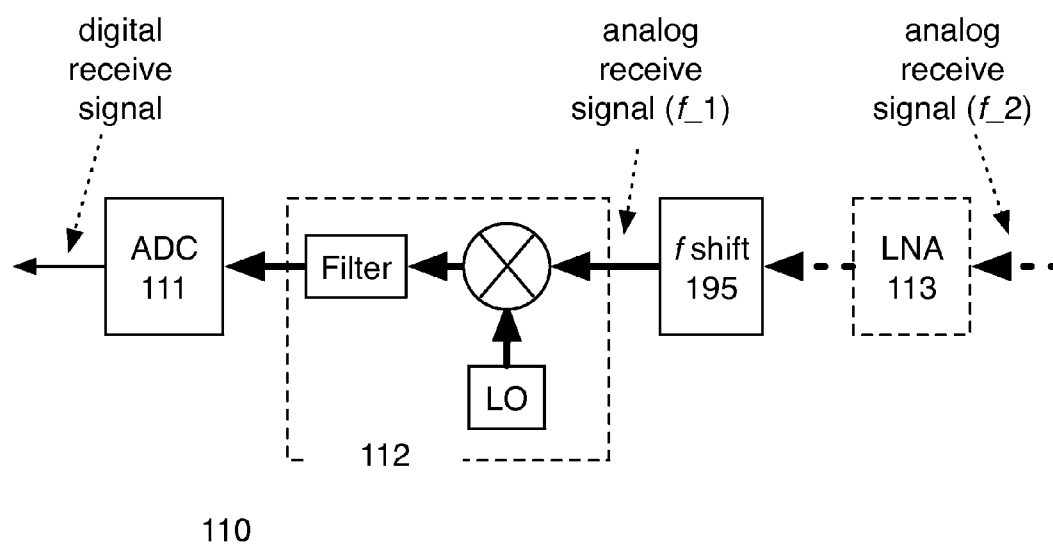 digital
receive
signal
analog
receive
signal (f_1)
analog
receive
signal (f_2)
ADC
111
Filter
f shift
195
LNA
113
LO
112
110